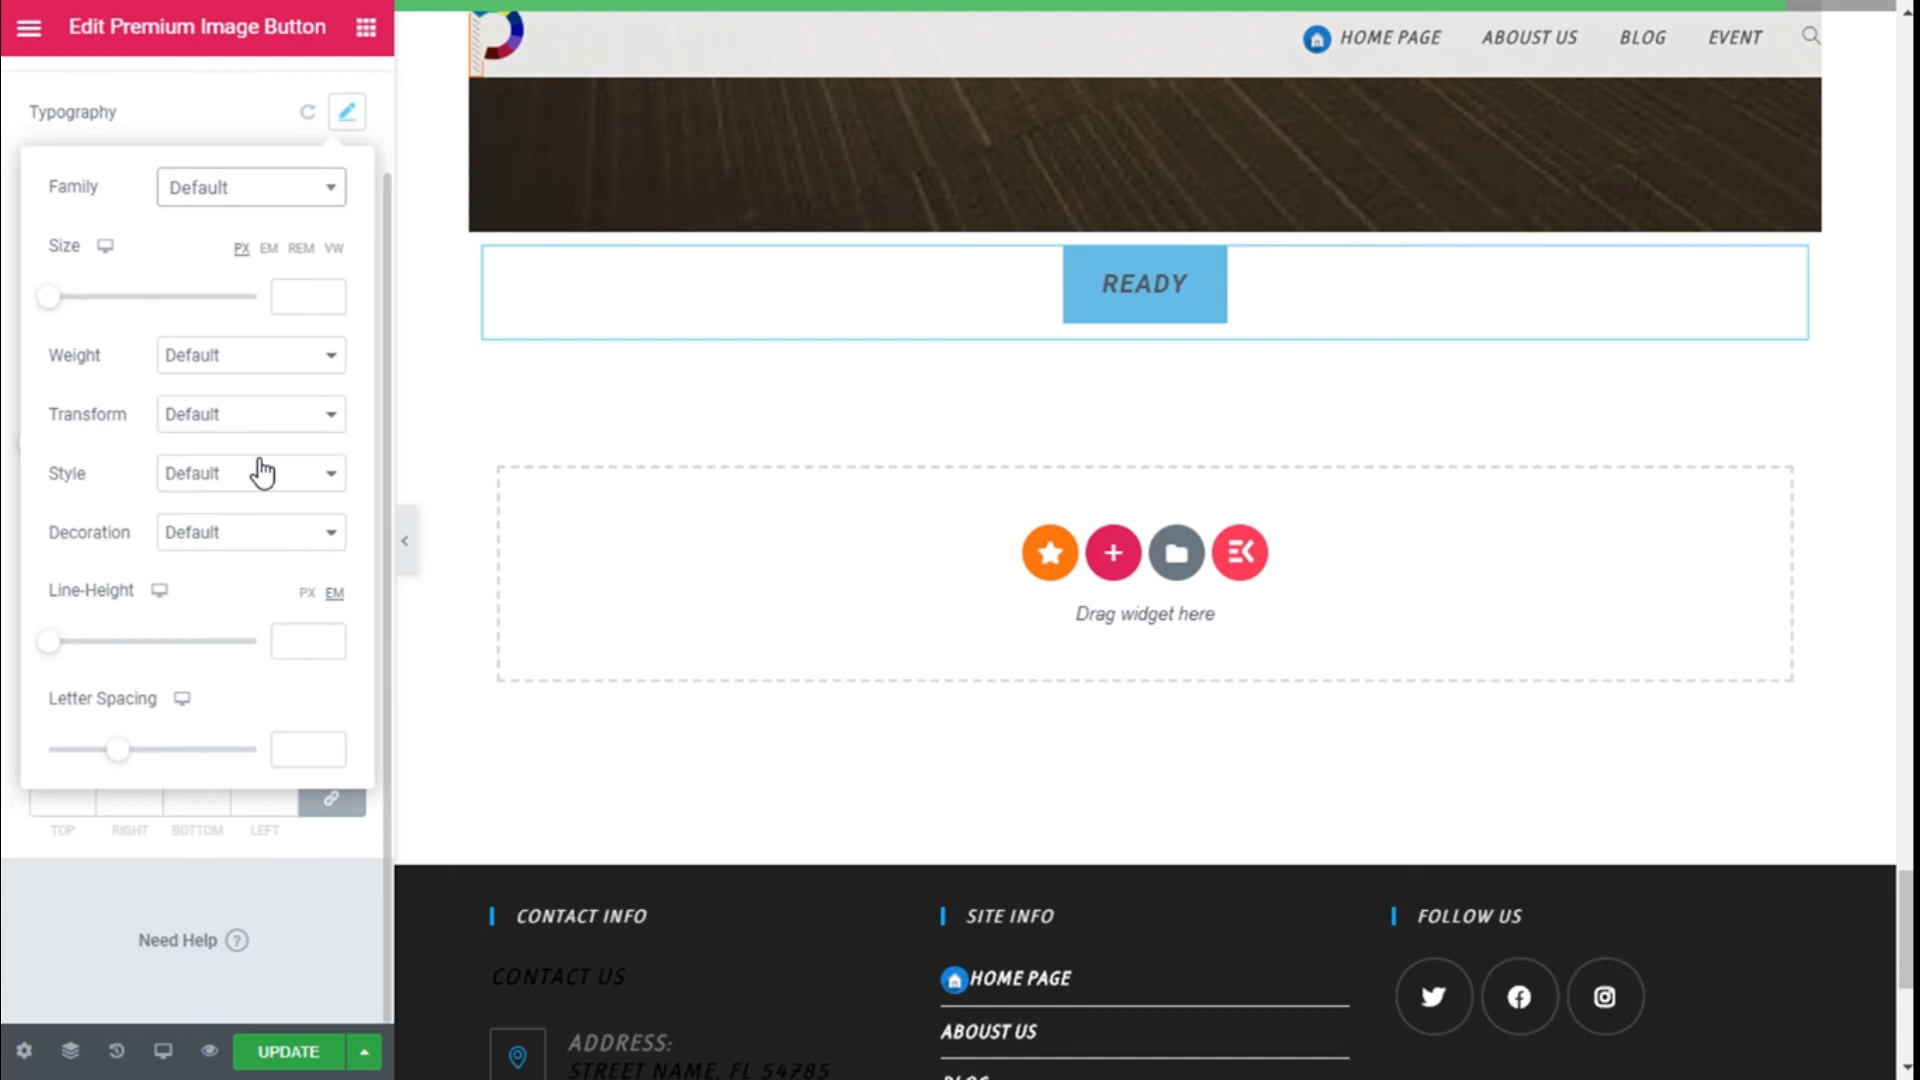 Edit Premium Image Button
Typography
Family Default
Size PX EM REM VW
Weight Default
Transform Default
Style Default
Decoration Default
Line-Height PX EM
Letter Spacing
TOP RIGHT BOTTOM LEFT
Need Help ?
UPDATE
HOME PAGE ABOUST US BLOG EVENT
READY
Drag widget here
CONTACT INFO
CONTACT US
ADDRESS:
STREET NAME, FL 54785
SITE INFO
HOME PAGE
ABOUST US
BLOG
FOLLOW US